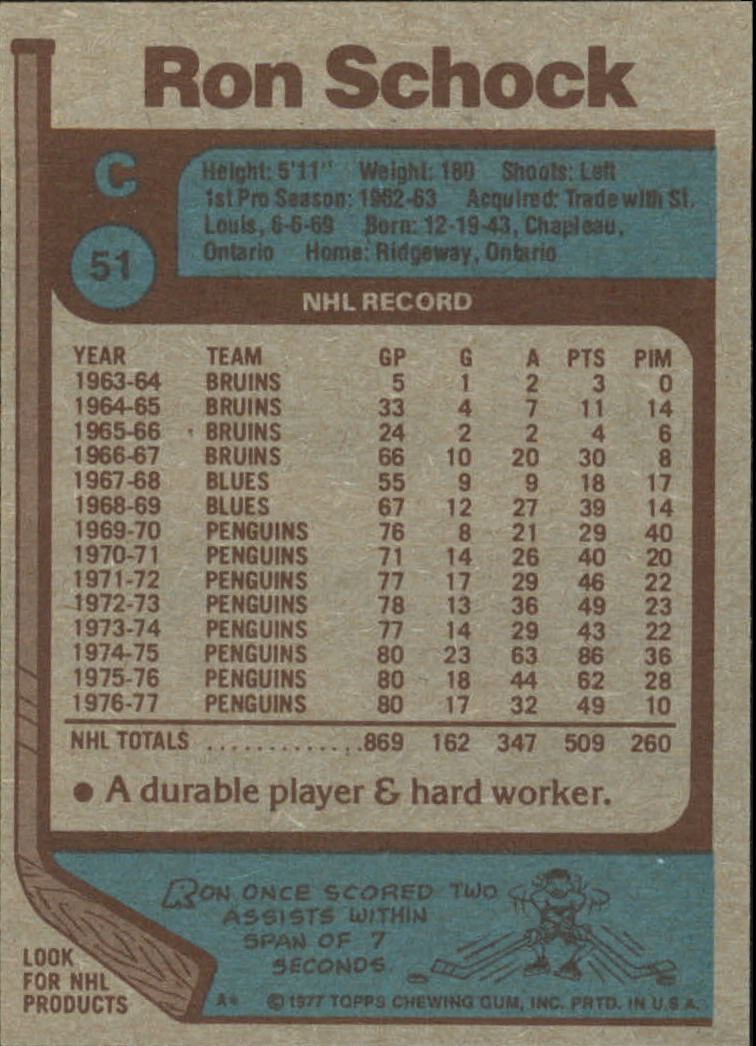 Ron Schock
C
51
Height: 5'11" Weight: 180 Shoots: Left
1st Pro Season: 1962-63 Acquired: Trade with St.
Louis, 6-6-69 Born: 12-19-43, Chapleau,
Ontario Home: Ridgeway, Ontario
NHL RECORD
YEAR TEAM GP G A PTS PIM
1963-64 BRUINS 5 1 2 3 0
1964-65 BRUINS 33 4 7 11 14
1965-66 BRUINS 24 2 2 4 6
1966-67 BRUINS 66 10 20 30 8
1967-68 BLUES 55 9 9 18 17
1968-69 BLUES 67 12 27 39 14
1969-70 PENGUINS 76 8 21 29 40
1970-71 PENGUINS 71 14 26 40 20
1971-72 PENGUINS 77 17 29 46 22
1972-73 PENGUINS 78 13 36 49 23
1973-74 PENGUINS 77 14 29 43 22
1974-75 PENGUINS 80 23 63 86 36
1975-76 PENGUINS 80 18 44 62 28
1976-77 PENGUINS 80 17 32 49 10
NHL TOTALS ..............869 162 347 509 260
● A durable player & hard worker.
RON ONCE SCORED TWO
ASSISTS WITHIN
SPAN OF 7
SECONDS.
LOOK
FOR NHL
PRODUCTS
A* © 1977 TOPPS CHEWING GUM, INC. PRTD. IN U.S.A.